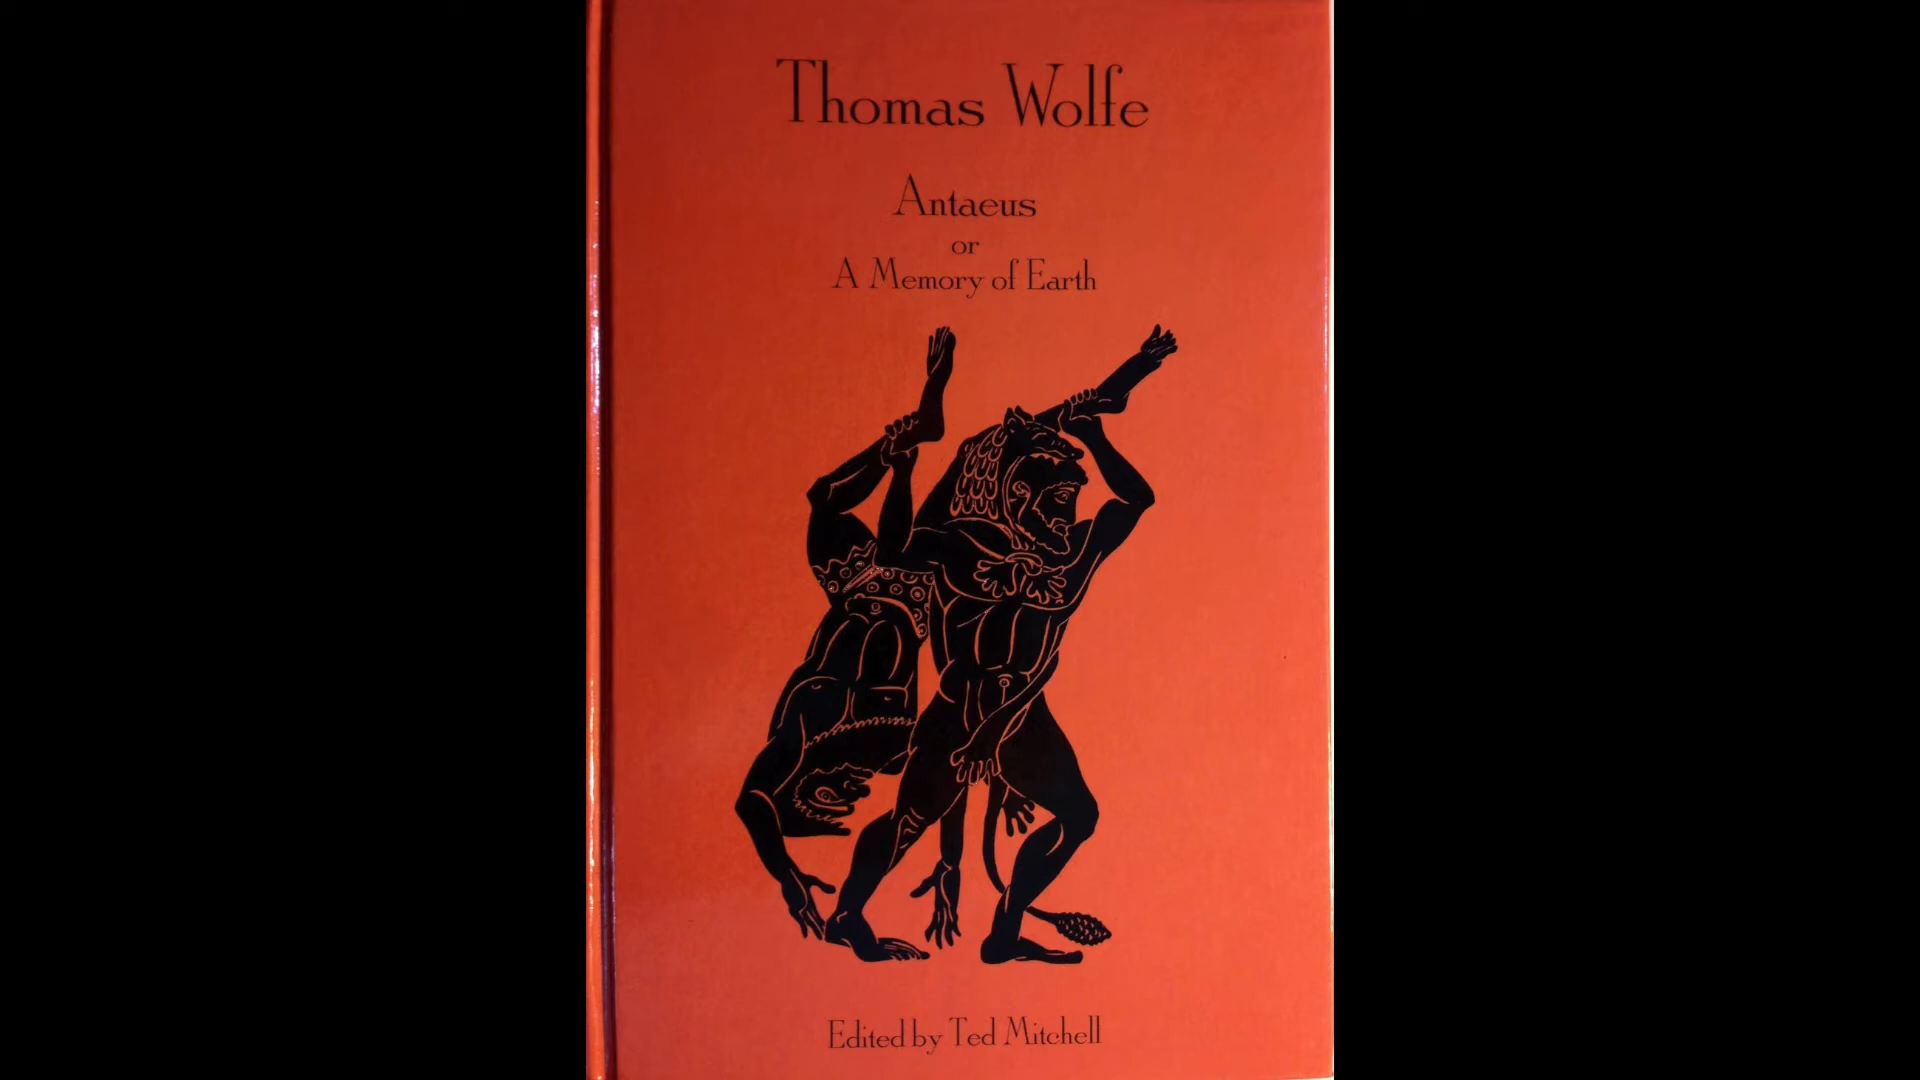 Thomas Wolfe
Antaeus
or
A Memory of Earth
Edited by Ted Mitchell